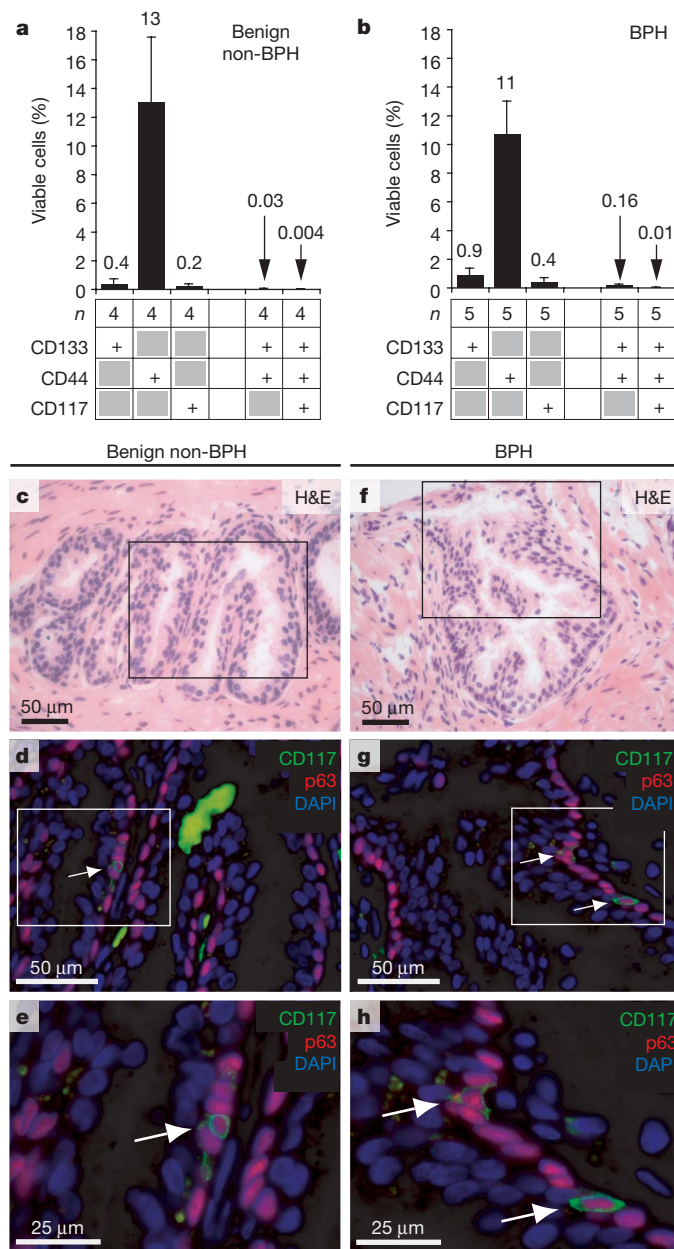 a
Benign
non-BPH
Viable cells (%)
18
16
14
12
10
8
6
4
2
0
13
0.4
0.2
0.03
0.004
n 4 4 4 4 4
CD133 + + +
CD44 + + +
CD117 + +
b
BPH
Viable cells (%)
18
16
14
12
10
8
6
4
2
0
11
0.9
0.4
0.16
0.01
n 5 5 5 5 5
CD133 + + +
CD44 + + +
CD117 + +
Benign non-BPH
BPH
c
H&E
50 μm
f
H&E
50 μm
d
CD117
p63
DAPI
50 μm
g
CD117
p63
DAPI
50 μm
e
CD117
p63
DAPI
25 μm
h
CD117
p63
DAP
25 μm